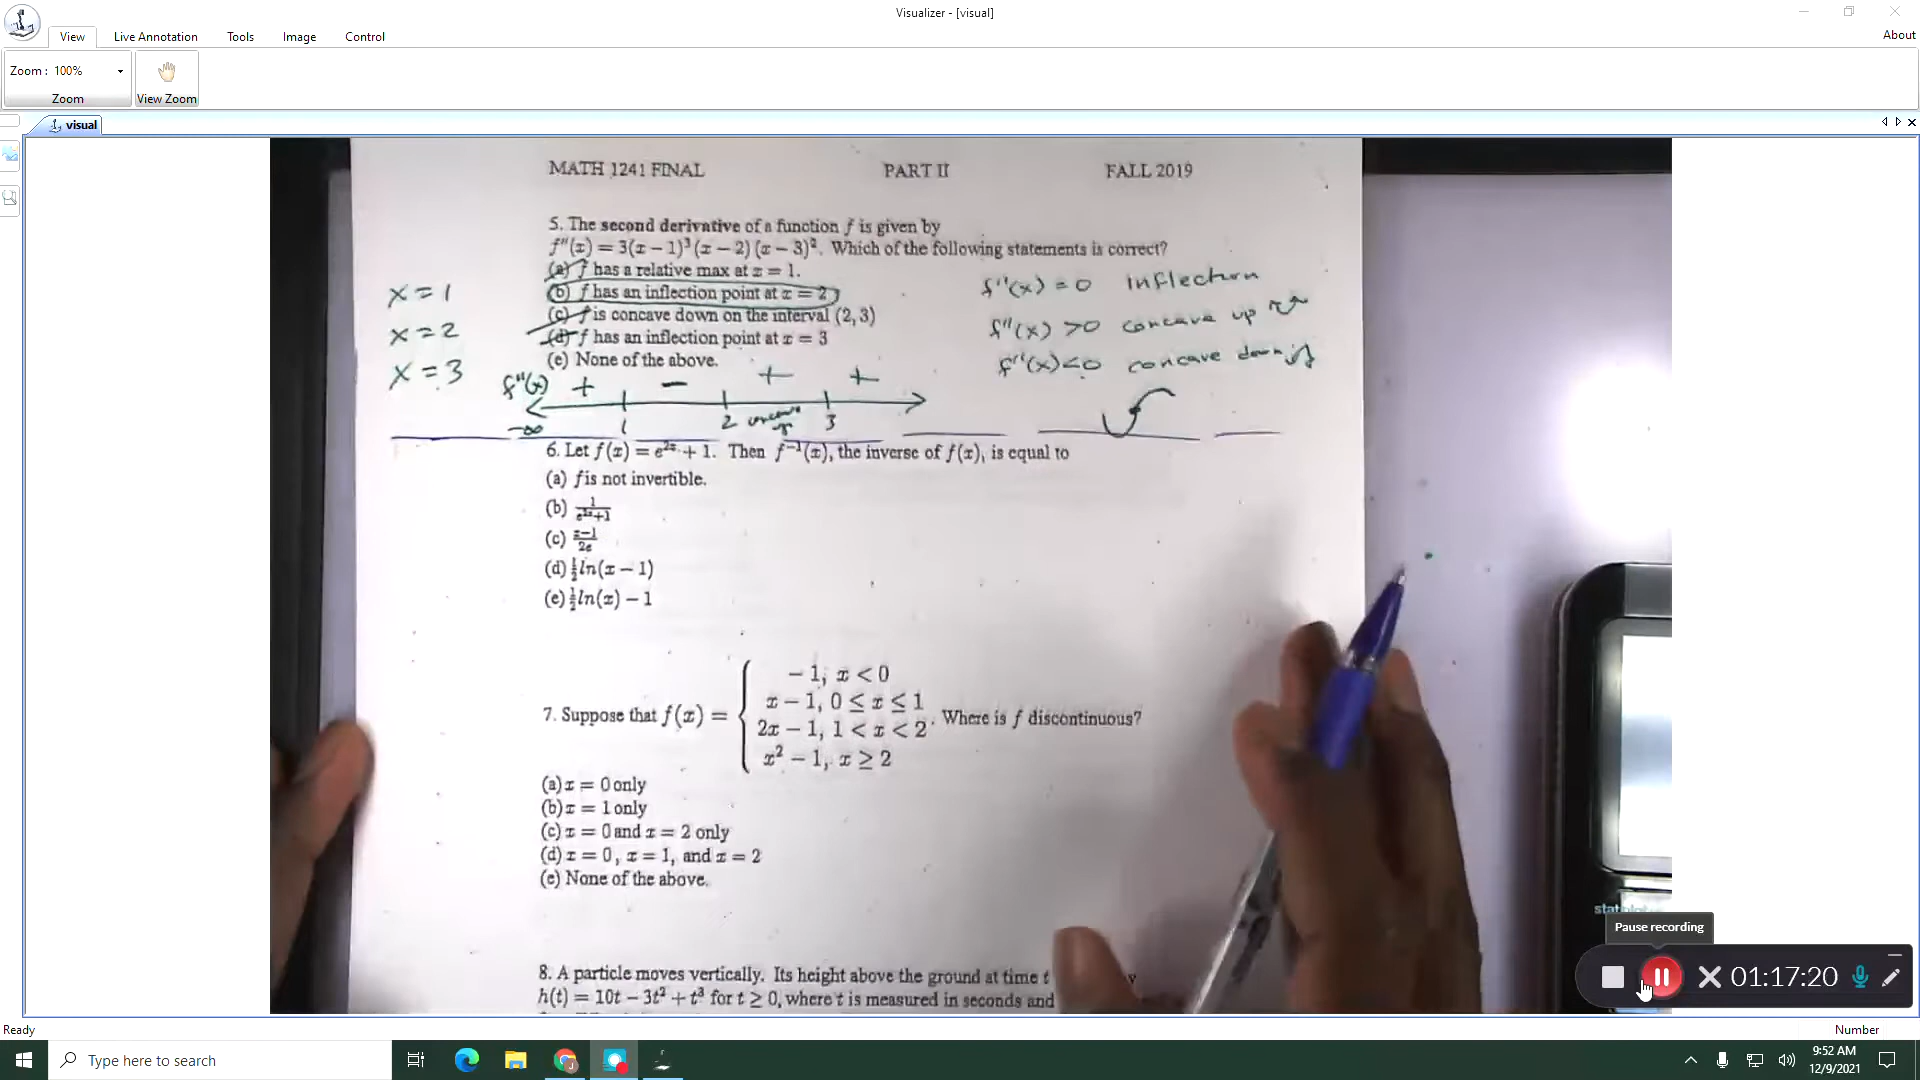 Visualizer - [visual]
View
Live Annotation
Tools
Image
Control
About
Zoom : 100%
Zoom
View Zoom
visual
MATH 1241 FINAL
PART II
FALL 2019
5. The second derivative of a function f is given by
f''(x) = 3(x − 1)³(x − 2)(x − 3)². Which of the following statements is correct?
(a) f has a relative max at x = 1.
(b) f has an inflection point at x = 2
(c) f is concave down on the interval (2, 3)
(d) f has an inflection point at x = 3
(e) None of the above.
x = 1
x = 2
x = 3
f''(x) = 0 inflection
f''(x) > 0 concave up
f''(x) < 0 concave down
f''(x) + − + +
−∞ 1 2 concave 3
6. Let f(x) = e²ˣ + 1. Then f⁻¹(x), the inverse of f(x), is equal to
(a) f is not invertible.
(b) 1/(e²ˣ+1)
(c) (x−1)/2e
(d) ½ln(x − 1)
(e) ½ln(x) − 1
− 1, x < 0
x − 1, 0 ≤ x ≤ 1
7. Suppose that f(x) = . Where is f discontinuous?
2x − 1, 1 < x < 2
x² − 1, x ≥ 2
(a) x = 0 only
(b) x = 1 only
(c) x = 0 and x = 2 only
(d) x = 0, x = 1, and x = 2
(e) None of the above.
8. A particle moves vertically. Its height above the ground at time t
h(t) = 10t − 3t² + t³ for t ≥ 0, where t is measured in seconds and
Pause recording
01:17:20
Ready
Number
Type here to search
9:52 AM
12/9/2021